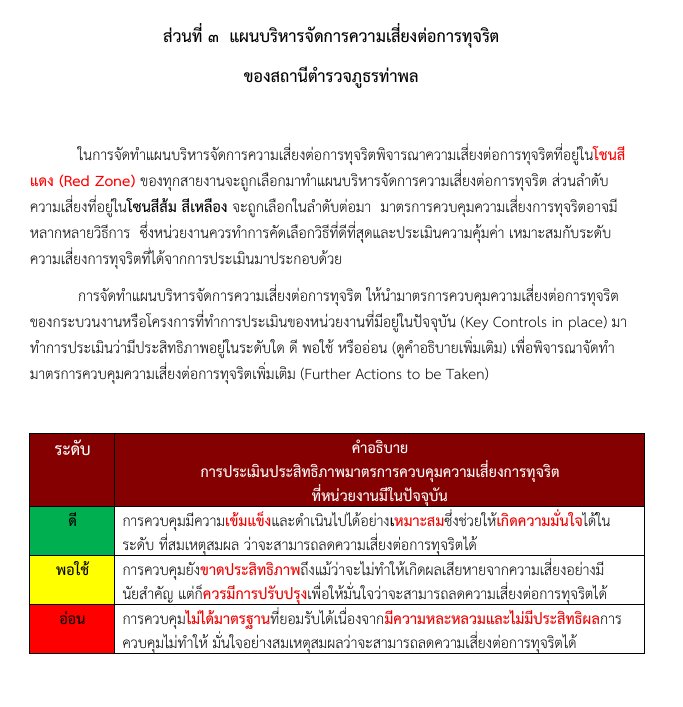 ส่วนที่ ๓ แผนบริหารจัดการความเสี่ยงต่อการทุจริต
ของสถานีตำรวจภูธรท่าพล
ในการจัดทำแผนบริหารจัดการความเสี่ยงต่อการทุจริตพิจารณาความเสี่ยงต่อการทุจริตที่อยู่ในโซนสี
แดง (Red Zone) ของทุกสายงานจะถูกเลือกมาทำแผนบริหารจัดการความเสี่ยงต่อการทุจริต ส่วนลำดับ
ความเสี่ยงที่อยู่ในโซนสีส้ม สีเหลือง จะถูกเลือกในลำดับต่อมา มาตรการควบคุมความเสี่ยงการทุจริตอาจมี
หลากหลายวิธีการ ซึ่งหน่วยงานควรทำการคัดเลือกวิธีที่ดีที่สุดและประเมินความคุ้มค่า เหมาะสมกับระดับ
ความเสี่ยงการทุจริตที่ได้จากการประเมินมาประกอบด้วย
การจัดทำแผนบริหารจัดการความเสี่ยงต่อการทุจริต ให้นำมาตรการควบคุมความเสี่ยงต่อการทุจริต
ของกระบวนงานหรือโครงการที่ทำการประเมินของหน่วยงานที่มีอยู่ในปัจจุบัน (Key Controls in place) มา
ทำการประเมินว่ามีประสิทธิภาพอยู่ในระดับใด ดี พอใช้ หรืออ่อน (ดูคำอธิบายเพิ่มเติม) เพื่อพิจารณาจัดทำ
มาตรการควบคุมความเสี่ยงต่อการทุจริตเพิ่มเติม (Further Actions to be Taken)
ระดับ
คำอธิบาย
การประเมินประสิทธิภาพมาตรการควบคุมความเสี่ยงการทุจริต
ที่หน่วยงานมีในปัจจุบัน
ดี
การควบคุมมีความเข้มแข็งและดำเนินไปได้อย่างเหมาะสมซึ่งช่วยให้เกิดความมั่นใจได้ใน
ระดับ ที่สมเหตุสมผล ว่าจะสามารถลดความเสี่ยงต่อการทุจริตได้
พอใช้
การควบคุมยังขาดประสิทธิภาพถึงแม้ว่าจะไม่ทำให้เกิดผลเสียหายจากความเสี่ยงอย่างมี
นัยสำคัญ แต่ก็ควรมีการปรับปรุงเพื่อให้มั่นใจว่าจะสามารถลดความเสี่ยงต่อการทุจริตได้
อ่อน
การควบคุมไม่ได้มาตรฐานที่ยอมรับได้เนื่องจากมีความหละหลวมและไม่มีประสิทธิผลการ
ควบคุมไม่ทำให้ มั่นใจอย่างสมเหตุสมผลว่าจะสามารถลดความเสี่ยงต่อการทุจริตได้